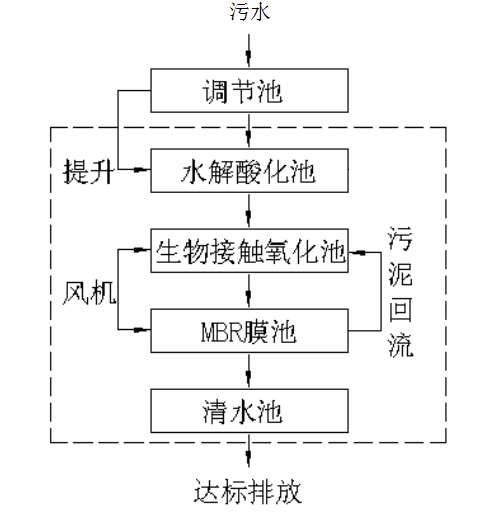 污水
调节池
提升
水解酸化池
生物接触氧化池
风机
污泥回流
MBR膜池
清水池
达标排放